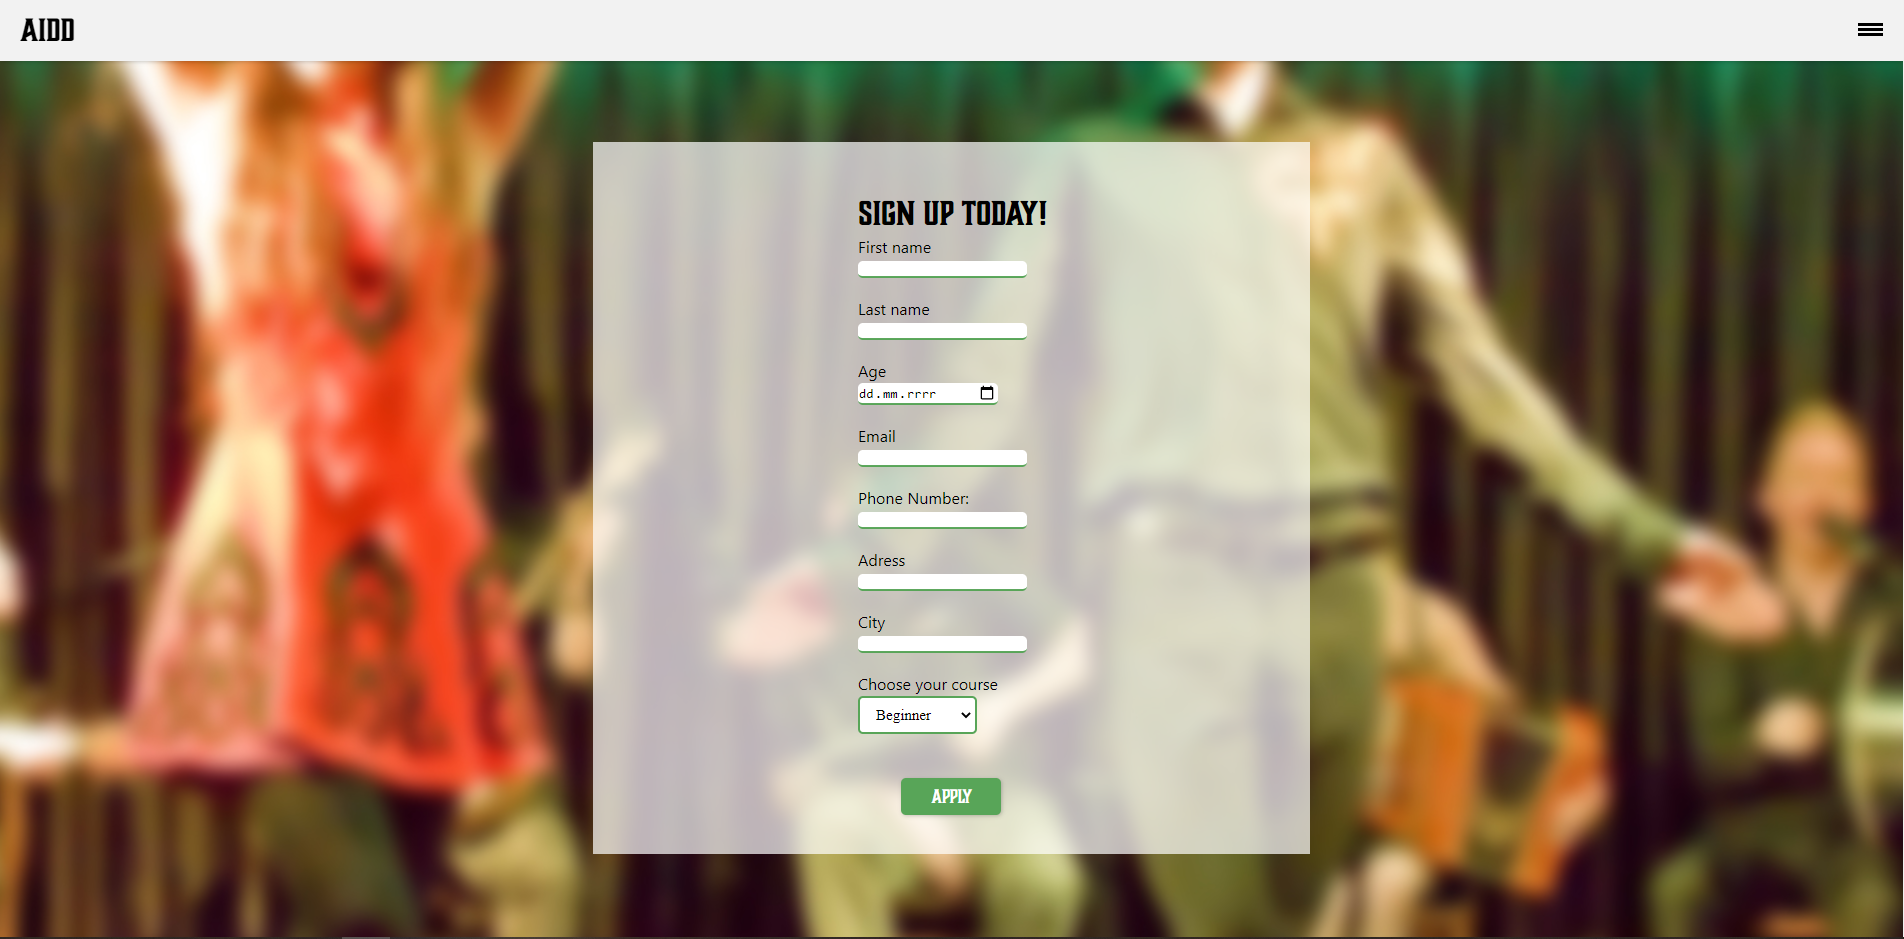 AIDD
SIGN UP TODAY!
First name
Last name
Age
dd.mm.rrrr
Email
Phone Number:
Adress
City
Choose your course
Beginner
APPLY